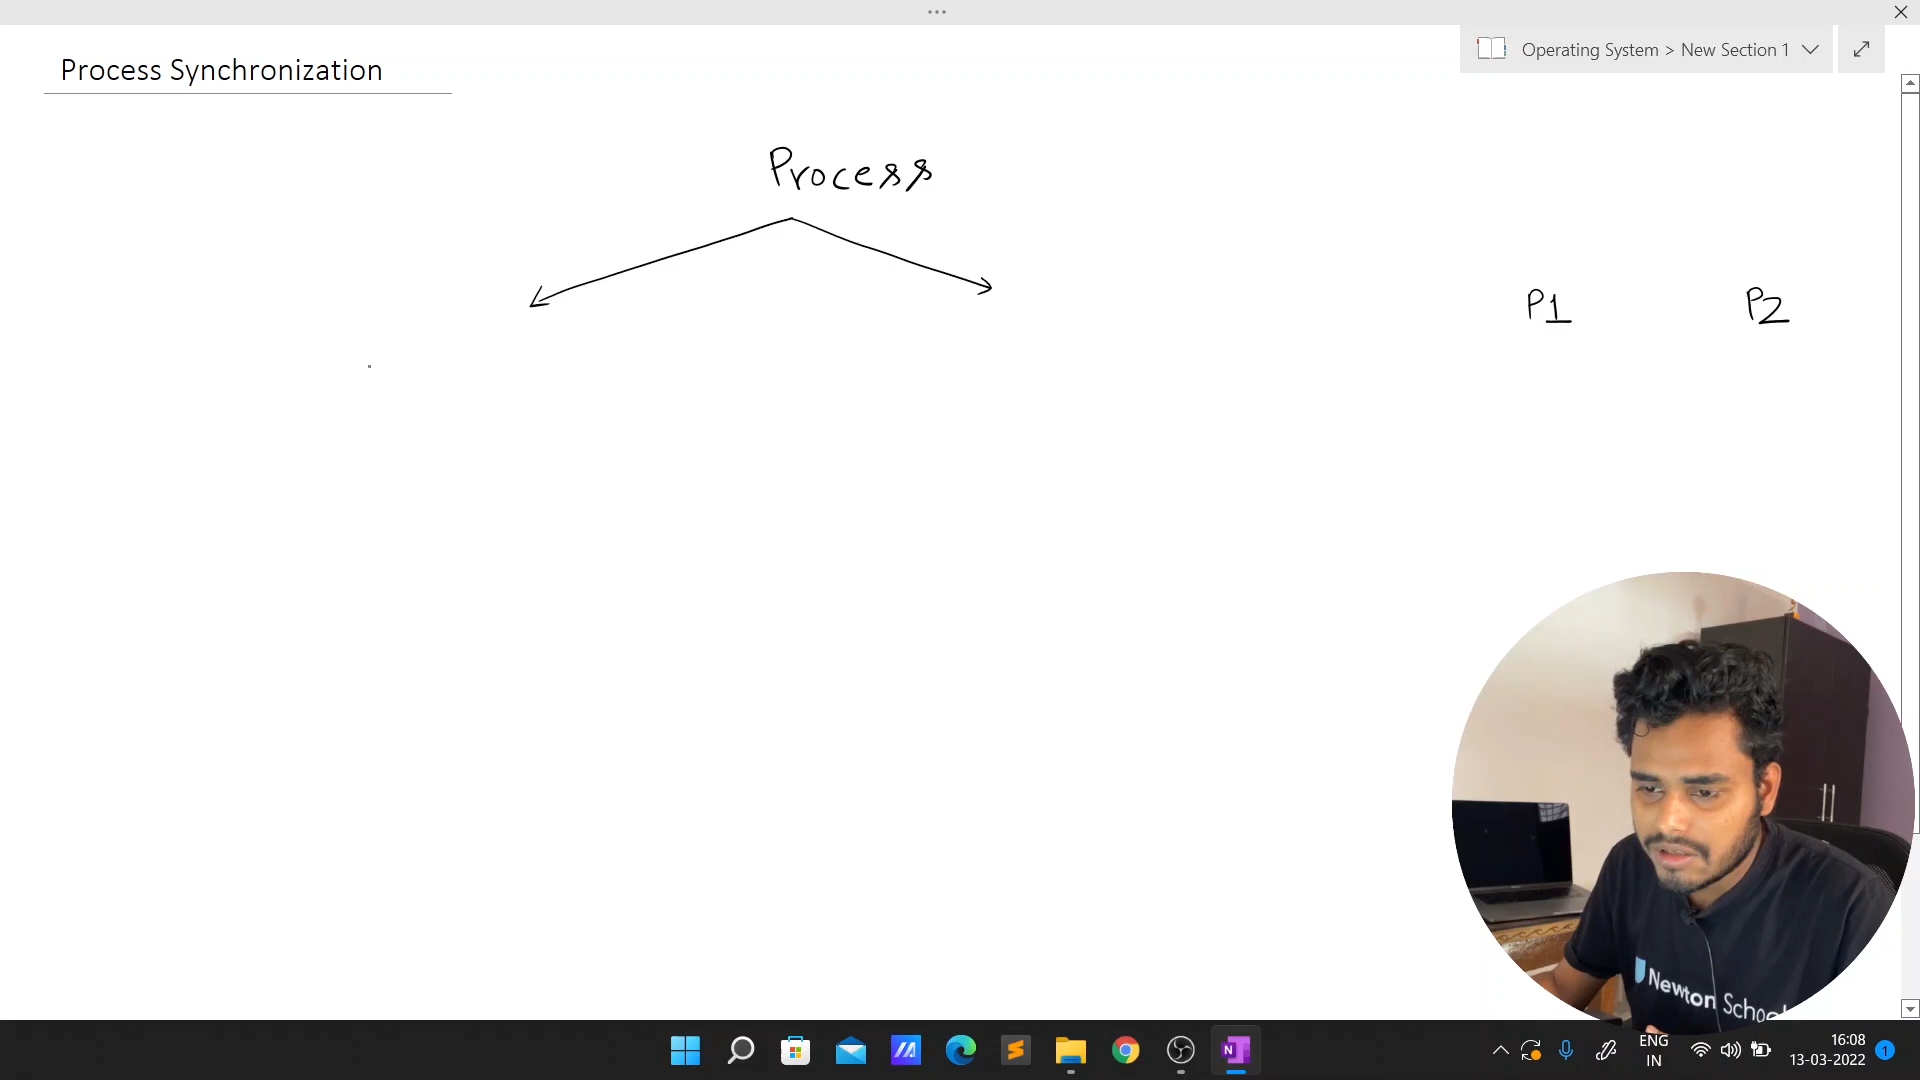 Operating System > New Section 1
Process Synchronization
Process
P1 P2
Newton School
ENG
IN
16:08
13-03-2022
1